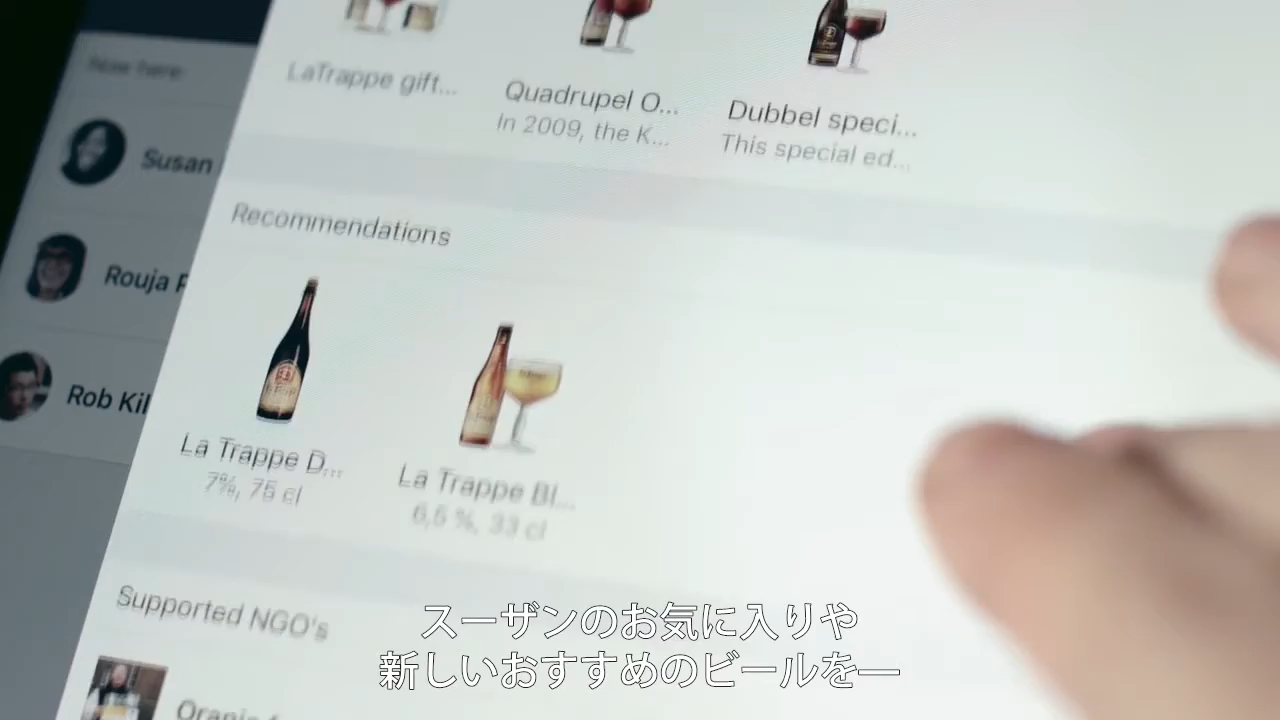 Now here
Susan
Rouja
Rob Kil
LaTrappe gift...
Quadrupel O...
In 2009, the K...
Dubbel speci...
This special ed...
Recommendations
La Trappe D...
7%, 75 cl
La Trappe Bl...
6,5 %, 33 cl
Supported NGO's
スーザンのお気に入りや
新しいおすすめのビールを―